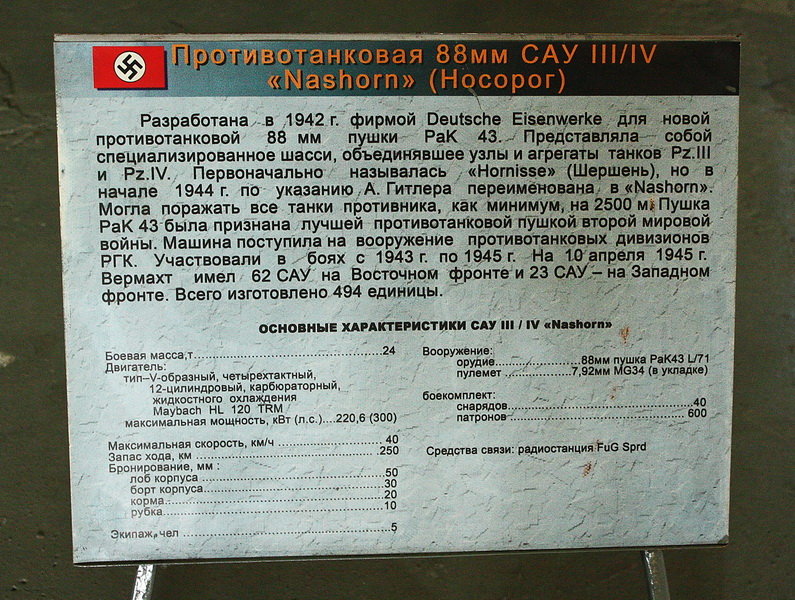 Противотанковая 88мм САУ III/IV
«Nashorn» (Носорог)
Разработана в 1942 г. фирмой Deutsche Eisenwerke для новой
противотанковой 88 мм пушки РаК 43. Представляла собой
специализированное шасси, объединявшее узлы и агрегаты танков Pz.III
и Pz.IV. Первоначально называлась «Hornisse» (Шершень), но в
начале 1944 г. по указанию А. Гитлера переименована в «Nashorn».
Могла поражать все танки противника, как минимум, на 2500 м. Пушка
РаК 43 была признана лучшей противотанковой пушкой второй мировой
войны. Машина поступила на вооружение противотанковых дивизионов
РГК. Участвовали в боях с 1943 г. по 1945 г. На 10 апреля 1945 г.
Вермахт имел 62 САУ на Восточном фронте и 23 САУ – на Западном
фронте. Всего изготовлено 494 единицы.
ОСНОВНЫЕ ХАРАКТЕРИСТИКИ САУ III / IV «Nashorn»
Боевая масса,т..............................24
Двигатель:
тип–V-образный, четырехтактный,
12-цилиндровый, карбюраторный,
жидкостного охлаждения
Maybach HL 120 TRM
максимальная мощность, кВт (л.с.)....220,6 (300)
Максимальная скорость, км/ч ..................40
Запас хода, км ..............................250
Бронирование, мм :
лоб корпуса ..............................50
борт корпуса..............................30
корма..............................20
рубка..............................10
Экипаж,чел ..............................5
Вооружение:
орудие....................88мм пушка PaK43 L/71
пулемет ....................7,92мм MG34 (в укладке)
боекомплект:
снарядов..............................40
патронов..............................600
Средства связи: радиостанция FuG Sprd